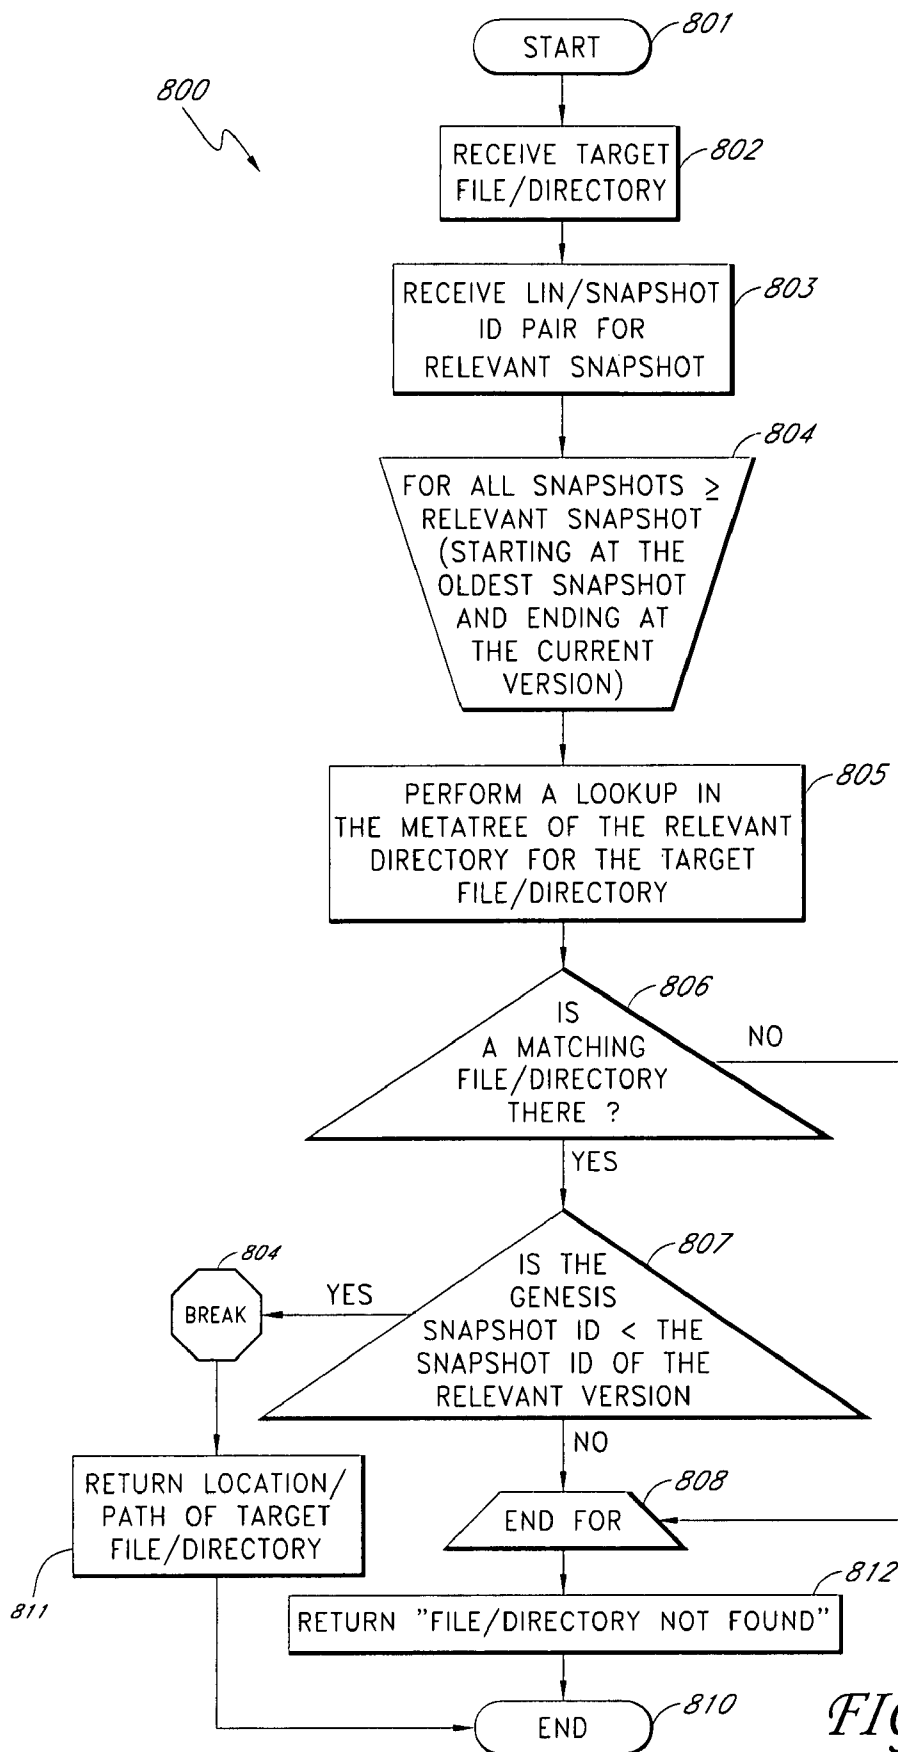 801
START
800
RECEIVE TARGET
FILE/DIRECTORY
802
RECEIVE LIN/SNAPSHOT
ID PAIR FOR
RELEVANT SNAPSHOT
803
804
FOR ALL SNAPSHOTS ≥
RELEVANT SNAPSHOT
(STARTING AT THE
OLDEST SNAPSHOT
AND ENDING AT
THE CURRENT
VERSION)
805
PERFORM A LOOKUP IN
THE METATREE OF THE RELEVANT
DIRECTORY FOR THE TARGET
FILE/DIRECTORY
806
IS
A MATCHING
FILE/DIRECTORY
THERE ?
NO
YES
807
IS THE
GENESIS
SNAPSHOT ID < THE
SNAPSHOT ID OF THE
RELEVANT VERSION
YES
804
BREAK
NO
RETURN LOCATION/
PATH OF TARGET
FILE/DIRECTORY
811
808
END FOR
812
RETURN "FILE/DIRECTORY NOT FOUND"
810
END